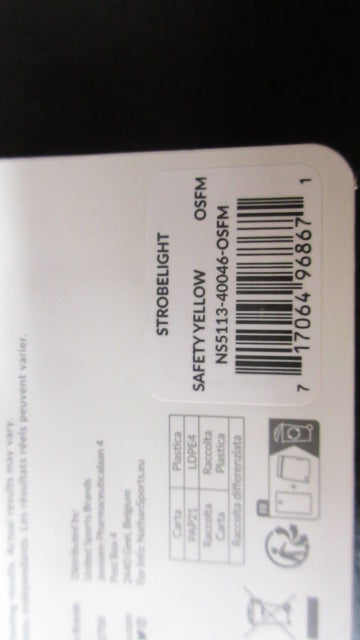 STROBELIGHT
SAFETY YELLOW OSFM
NS5113-40046-OSFM
7 17064 96867 1
results. Actual results may vary.
Les résultats réels peuvent varier.
Distributed by:
United Sports Brands
Janssen-Pharmaceuticalaan 4
Post Box 4
2440 Geel, Belgium
For Info: NathanSports.eu
Carta Plastica
PAP21 LDPE4
Raccolta Raccolta
Carta Plastica
Raccolta differenziata
FR